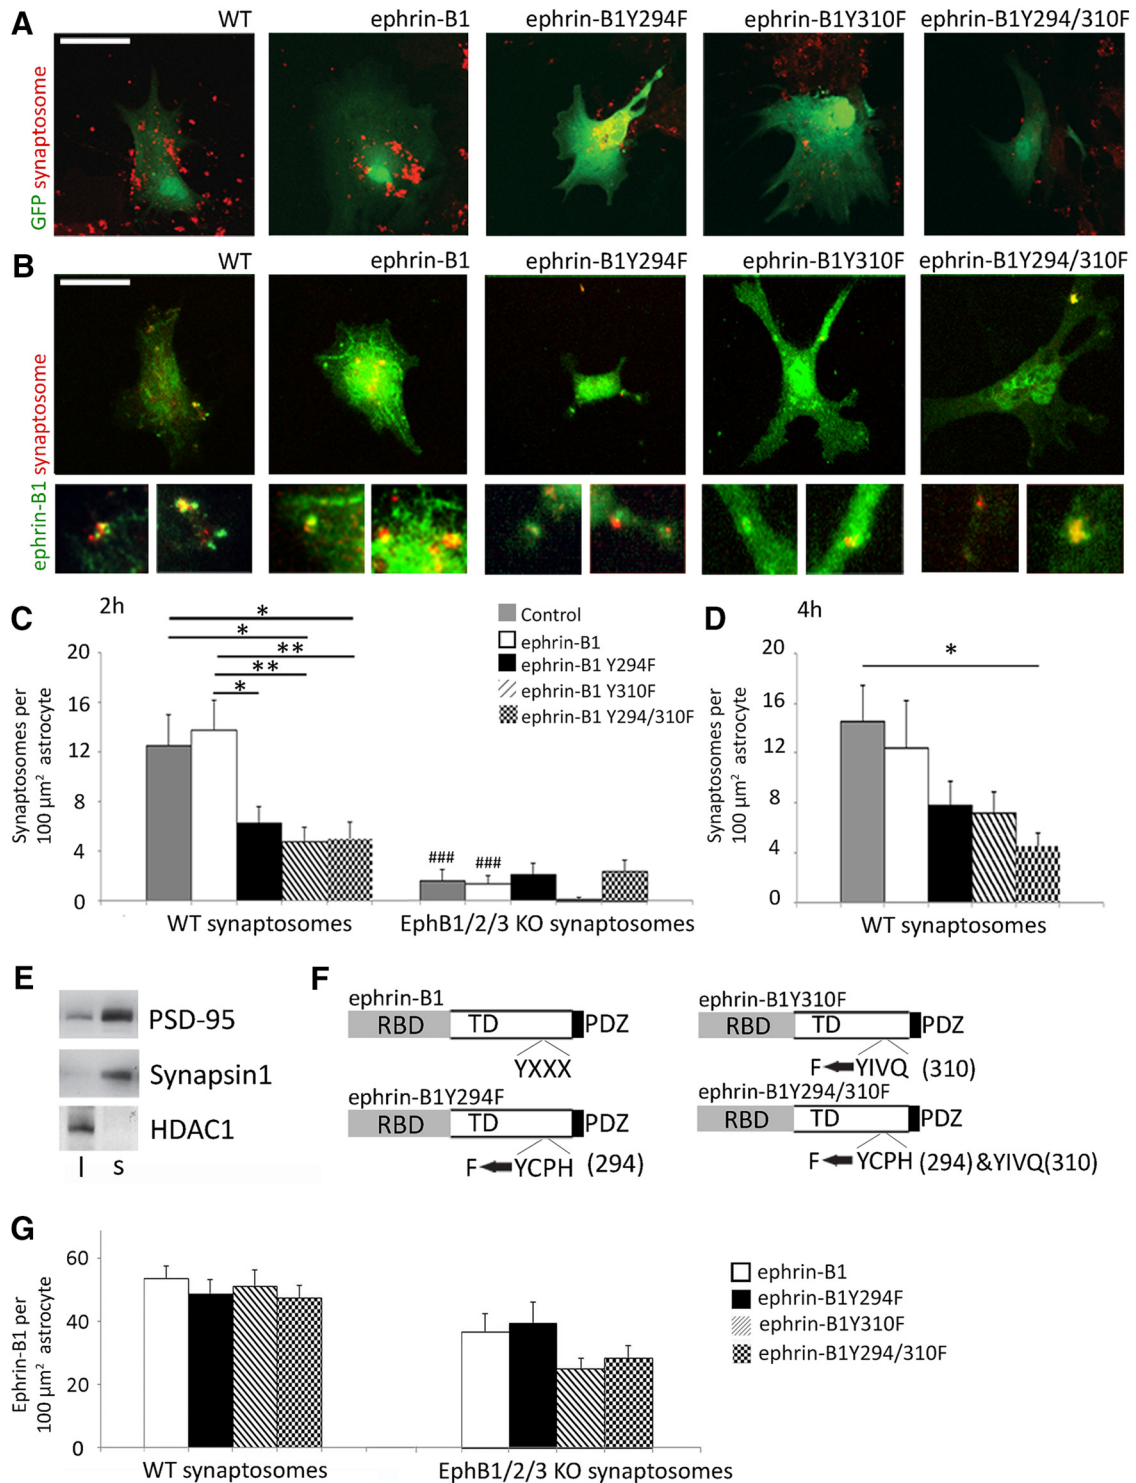 A
WT
ephrin-B1
ephrin-B1Y294F
ephrin-B1Y310F
ephrin-B1Y294/310F
GFP synaptosome
B
WT
ephrin-B1
ephrin-B1Y294F
ephrin-B1Y310F
ephrin-B1Y294/310F
ephrin-B1 synaptosome
C
2h
*
*
**
**
*
Control
ephrin-B1
ephrin-B1 Y294F
ephrin-B1 Y310F
ephrin-B1 Y294/310F
Synaptosomes per
100 µm² astrocyte
20
16
12
8
4
0
###
###
WT synaptosomes
EphB1/2/3 KO synaptosomes
D
4h
*
Synaptosomes per
100 µm² astrocyte
20
16
12
8
4
0
WT synaptosomes
E
PSD-95
Synapsin1
HDAC1
I s
F
ephrin-B1
RBD TD PDZ
YXXX
ephrin-B1Y310F
RBD TD PDZ
F YIVQ (310)
ephrin-B1Y294F
RBD TD PDZ
F YCPH (294)
ephrin-B1Y294/310F
RBD TD PDZ
F YCPH (294) &YIVQ(310)
G
Ephrin-B1 per
100 µm² astrocyte
60
40
20
0
WT synaptosomes
EphB1/2/3 KO synaptosomes
ephrin-B1
ephrin-B1Y294F
ephrin-B1Y310F
ephrin-B1Y294/310F